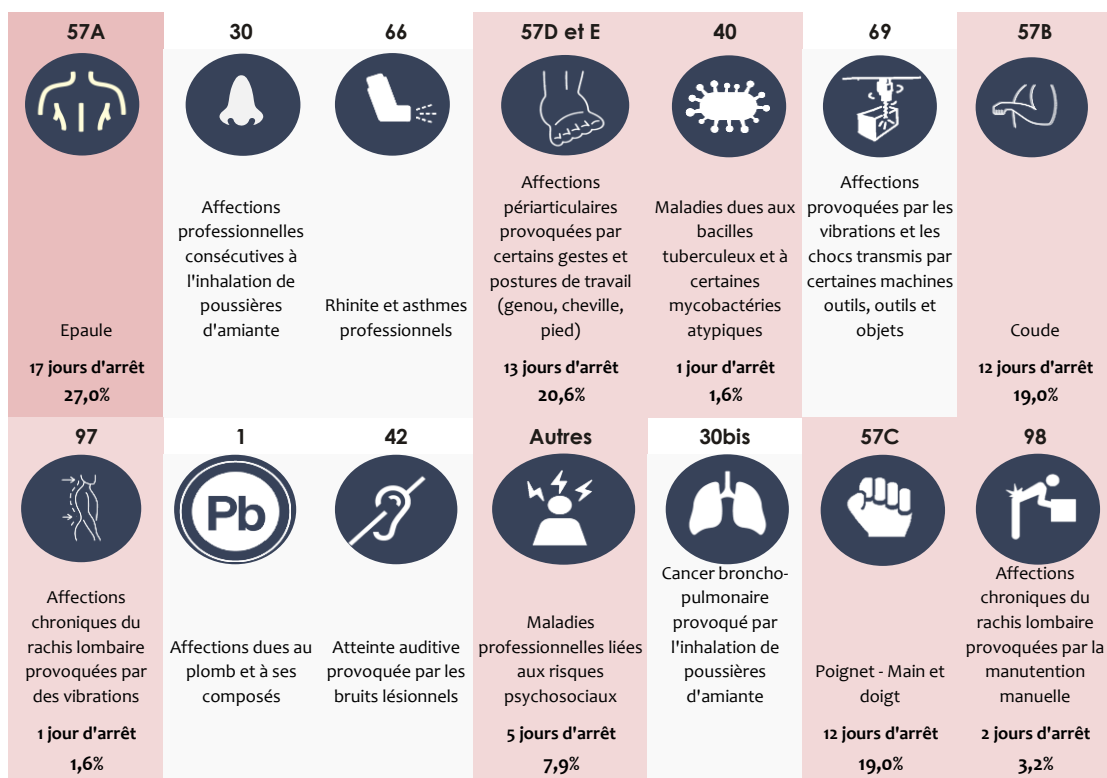 57A
30
66
57D et E
40
69
57B
Epaule
17 jours d'arrêt
27,0%
Affections
professionnelles
consécutives à
l'inhalation de
poussières
d'amiante
Rhinite et asthmes
professionnels
Affections
périarticulaires
provoquées par
certains gestes et
postures de travail
(genou, cheville,
pied)
13 jours d'arrêt
20,6%
Maladies dues aux
bacilles
tuberculeux et à
certaines
mycobactéries
atypiques
1 jour d'arrêt
1,6%
Affections
provoquées par les
vibrations et les
chocs transmis par
certaines machines
outils, outils et
objets
Coude
12 jours d'arrêt
19,0%
97
1
42
Autres
30bis
57C
98
Affections
chroniques du
rachis lombaire
provoquées par
des vibrations
1 jour d'arrêt
1,6%
Pb
Affections dues au
plomb et à ses
composés
Atteinte auditive
provoquée par les
bruits lésionnels
Maladies
professionnelles liées
aux risques
psychosociaux
5 jours d'arrêt
7,9%
Cancer broncho-
pulmonaire
provoqué par
l'inhalation de
poussières
d'amiante
Poignet - Main et
doigt
12 jours d'arrêt
19,0%
Affections
chroniques du
rachis lombaire
provoquées par la
manutention
manuelle
2 jours d'arrêt
3,2%